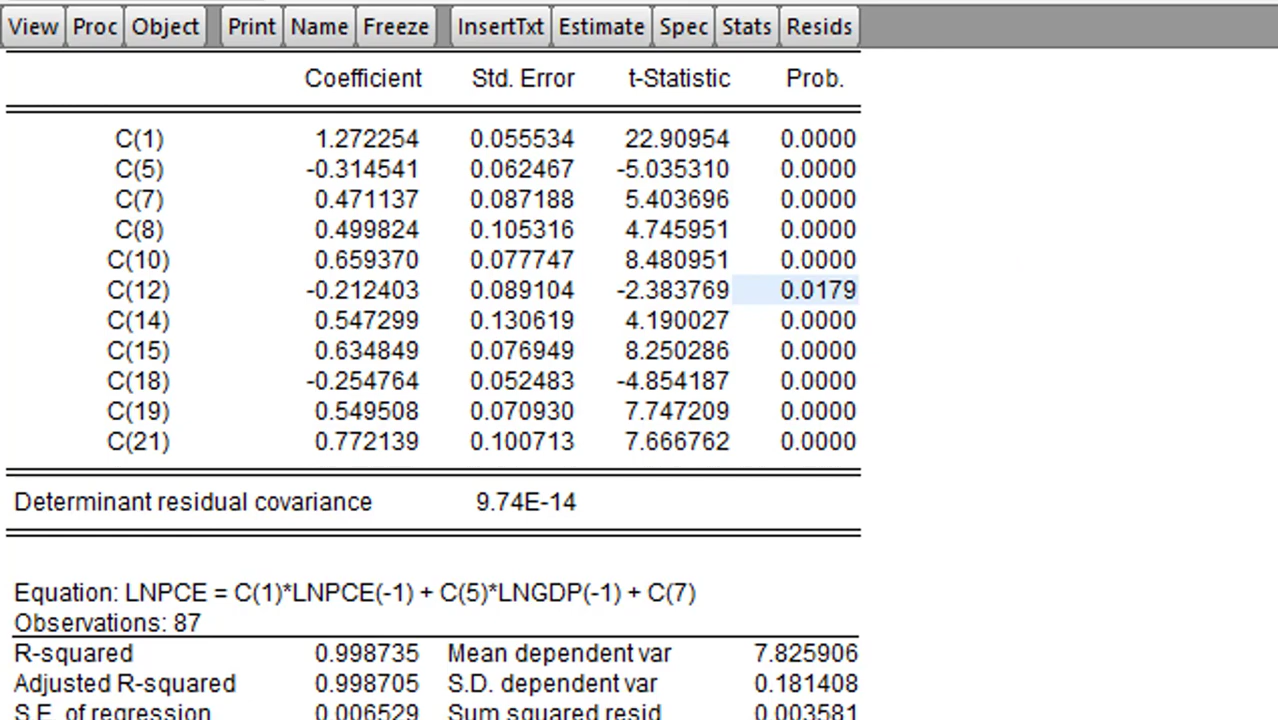 View Proc Object Print Name Freeze InsertTxt Estimate Spec Stats Resids
Coefficient Std. Error t-Statistic Prob.
C(1) 1.272254 0.055534 22.90954 0.0000
C(5) -0.314541 0.062467 -5.035310 0.0000
C(7) 0.471137 0.087188 5.403696 0.0000
C(8) 0.499824 0.105316 4.745951 0.0000
C(10) 0.659370 0.077747 8.480951 0.0000
C(12) -0.212403 0.089104 -2.383769 0.0179
C(14) 0.547299 0.130619 4.190027 0.0000
C(15) 0.634849 0.076949 8.250286 0.0000
C(18) -0.254764 0.052483 -4.854187 0.0000
C(19) 0.549508 0.070930 7.747209 0.0000
C(21) 0.772139 0.100713 7.666762 0.0000
Determinant residual covariance 9.74E-14
Equation: LNPCE = C(1)*LNPCE(-1) + C(5)*LNGDP(-1) + C(7)
Observations: 87
R-squared 0.998735 Mean dependent var 7.825906
Adjusted R-squared 0.998705 S.D. dependent var 0.181408
S.E. of regression 0.006529 Sum squared resid 0.003581